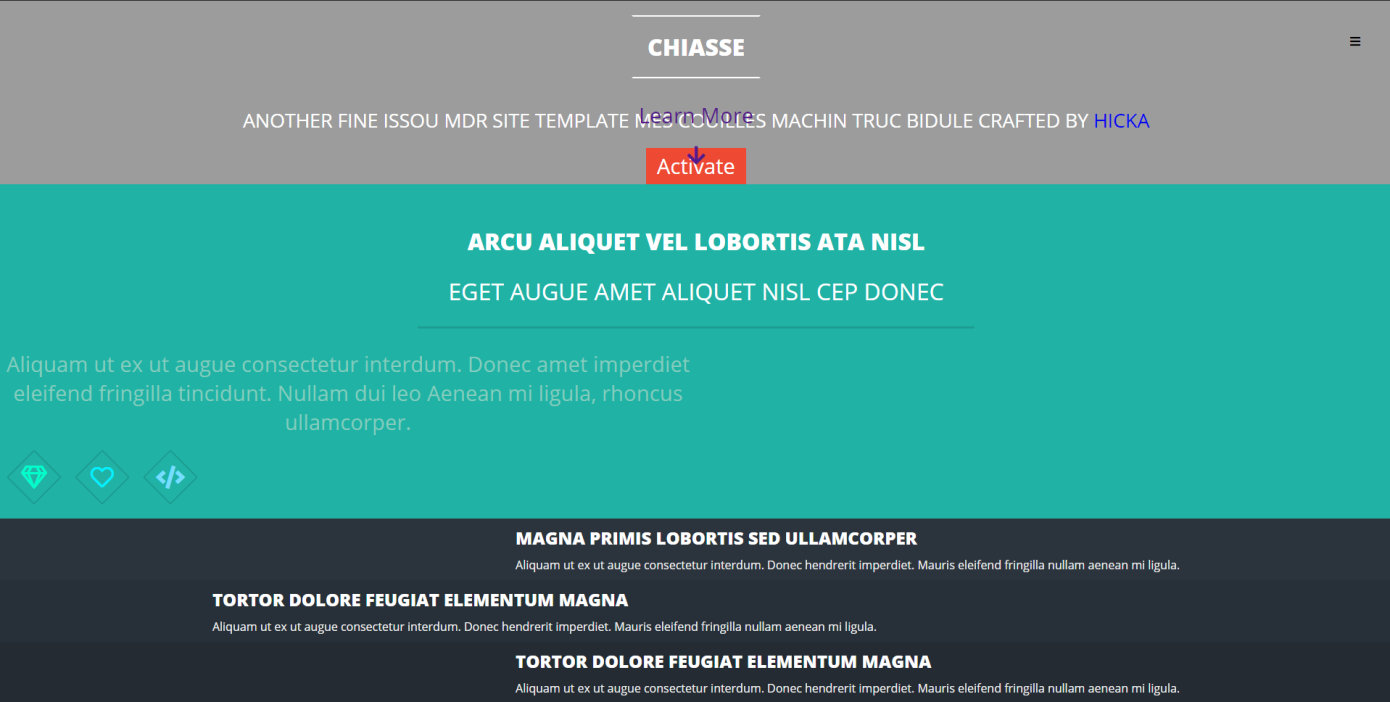 CHIASSE
Learn More
ANOTHER FINE ISSOU MDR SITE TEMPLATE MES COUILLES MACHIN TRUC BIDULE CRAFTED BY HICKA
Activate
ARCU ALIQUET VEL LOBORTIS ATA NISL
EGET AUGUE AMET ALIQUET NISL CEP DONEC
Aliquam ut ex ut augue consectetur interdum. Donec amet imperdiet
eleifend fringilla tincidunt. Nullam dui leo Aenean mi ligula, rhoncus
ullamcorper.
MAGNA PRIMIS LOBORTIS SED ULLAMCORPER
Aliquam ut ex ut augue consectetur interdum. Donec hendrerit imperdiet. Mauris eleifend fringilla nullam aenean mi ligula.
TORTOR DOLORE FEUGIAT ELEMENTUM MAGNA
Aliquam ut ex ut augue consectetur interdum. Donec hendrerit imperdiet. Mauris eleifend fringilla nullam aenean mi ligula.
TORTOR DOLORE FEUGIAT ELEMENTUM MAGNA
Aliquam ut ex ut augue consectetur interdum. Donec hendrerit imperdiet. Mauris eleifend fringilla nullam aenean mi ligula.